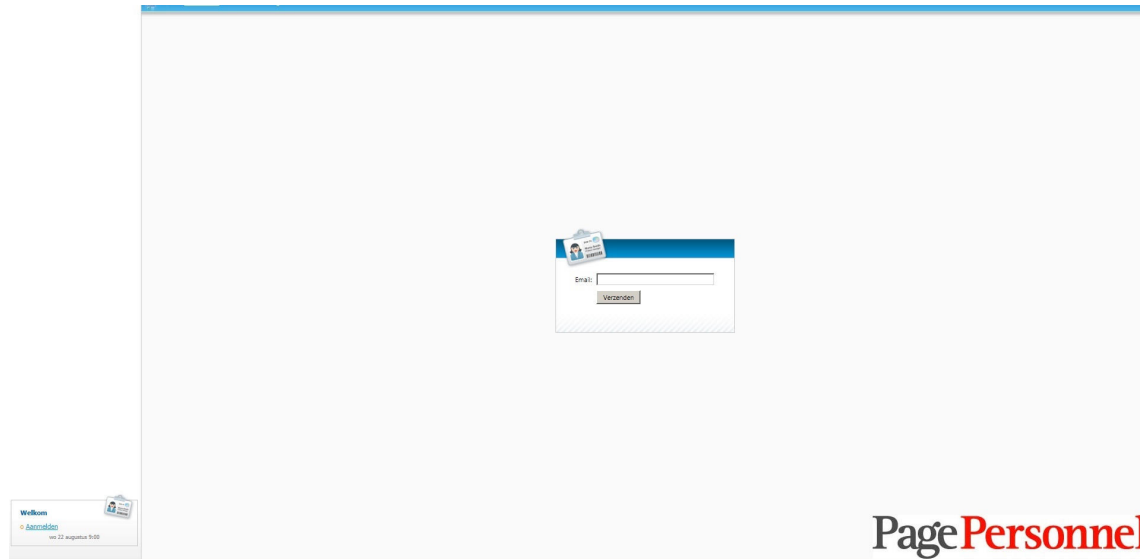 Email:
Verzenden
Welkom
Aanmelden
wo 22 augustus 9:00
PagePersonnel